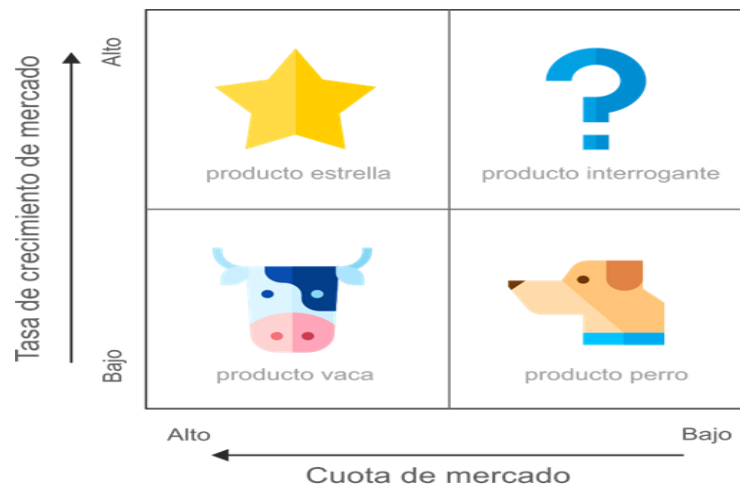 Tasa de crecimiento de mercado
Alto
producto estrella
producto interrogante
Bajo
producto vaca
producto perro
Alto
Bajo
Cuota de mercado